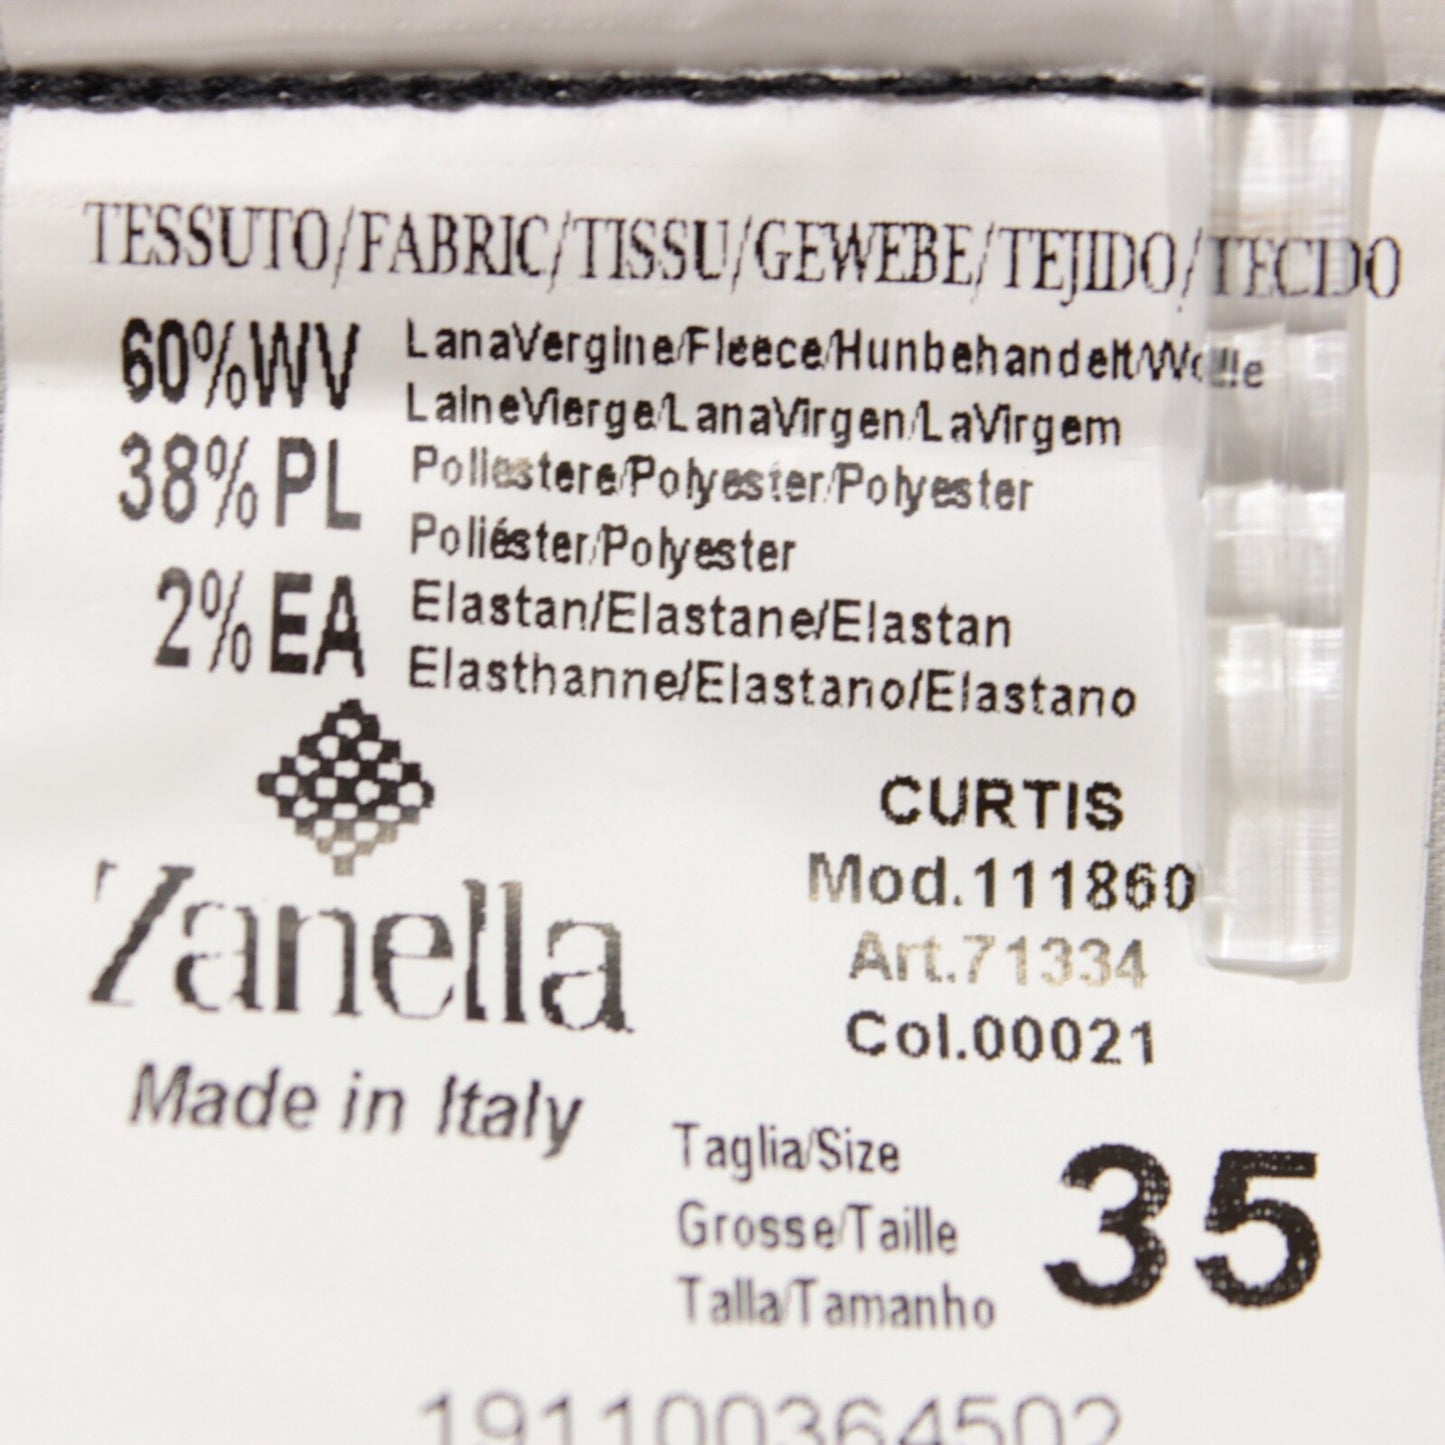 TESSUTO/FABRIC/TISSU/GEWEBE/TEJIDO/TECIDO
60%WV LanaVergine/Fleece/Hunbehandelt/Wolle
LaineVierge/LanaVirgen/LaVirgem
38%PL Poliestere/Polyester/Polyester
Poliéster/Polyester
2%EA Elastan/Elastane/Elastan
Elasthanne/Elastano/Elastano
Zanella
Made in Italy
CURTIS
Mod.111860
Art.71334
Col.00021
Taglia/Size
Grosse/Taille
Talla/Tamanho
35
191100364502